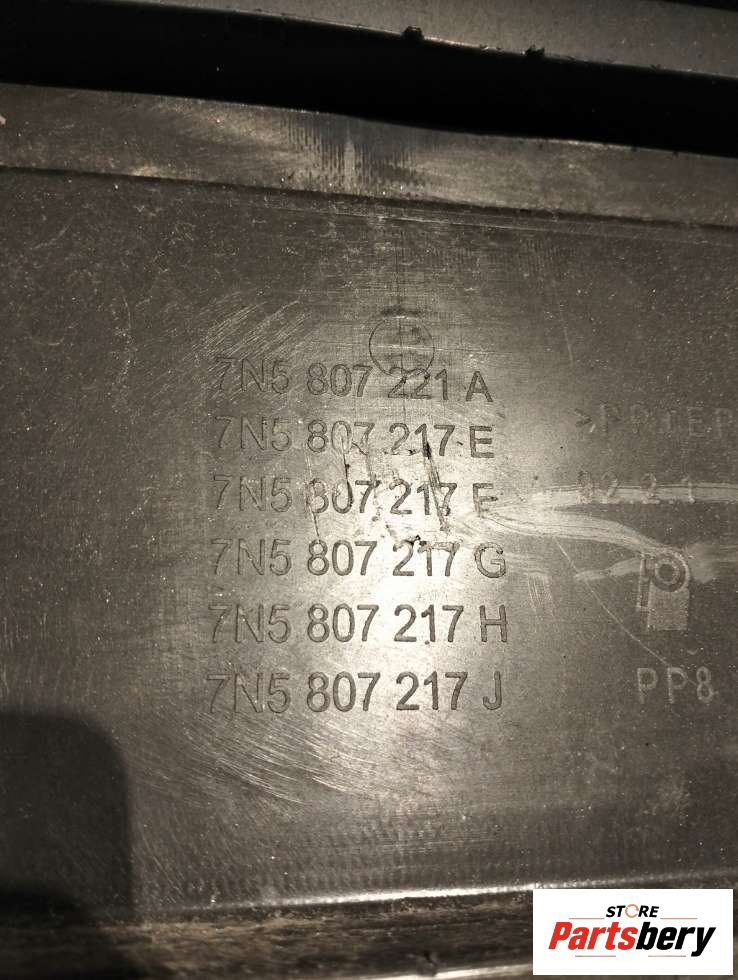 7N5 807 221 A
7N5 807 217 E
7N5 807 217 F
7N5 807 217 G
7N5 807 217 H
7N5 807 217 J
PP8
STORE
Partsbery